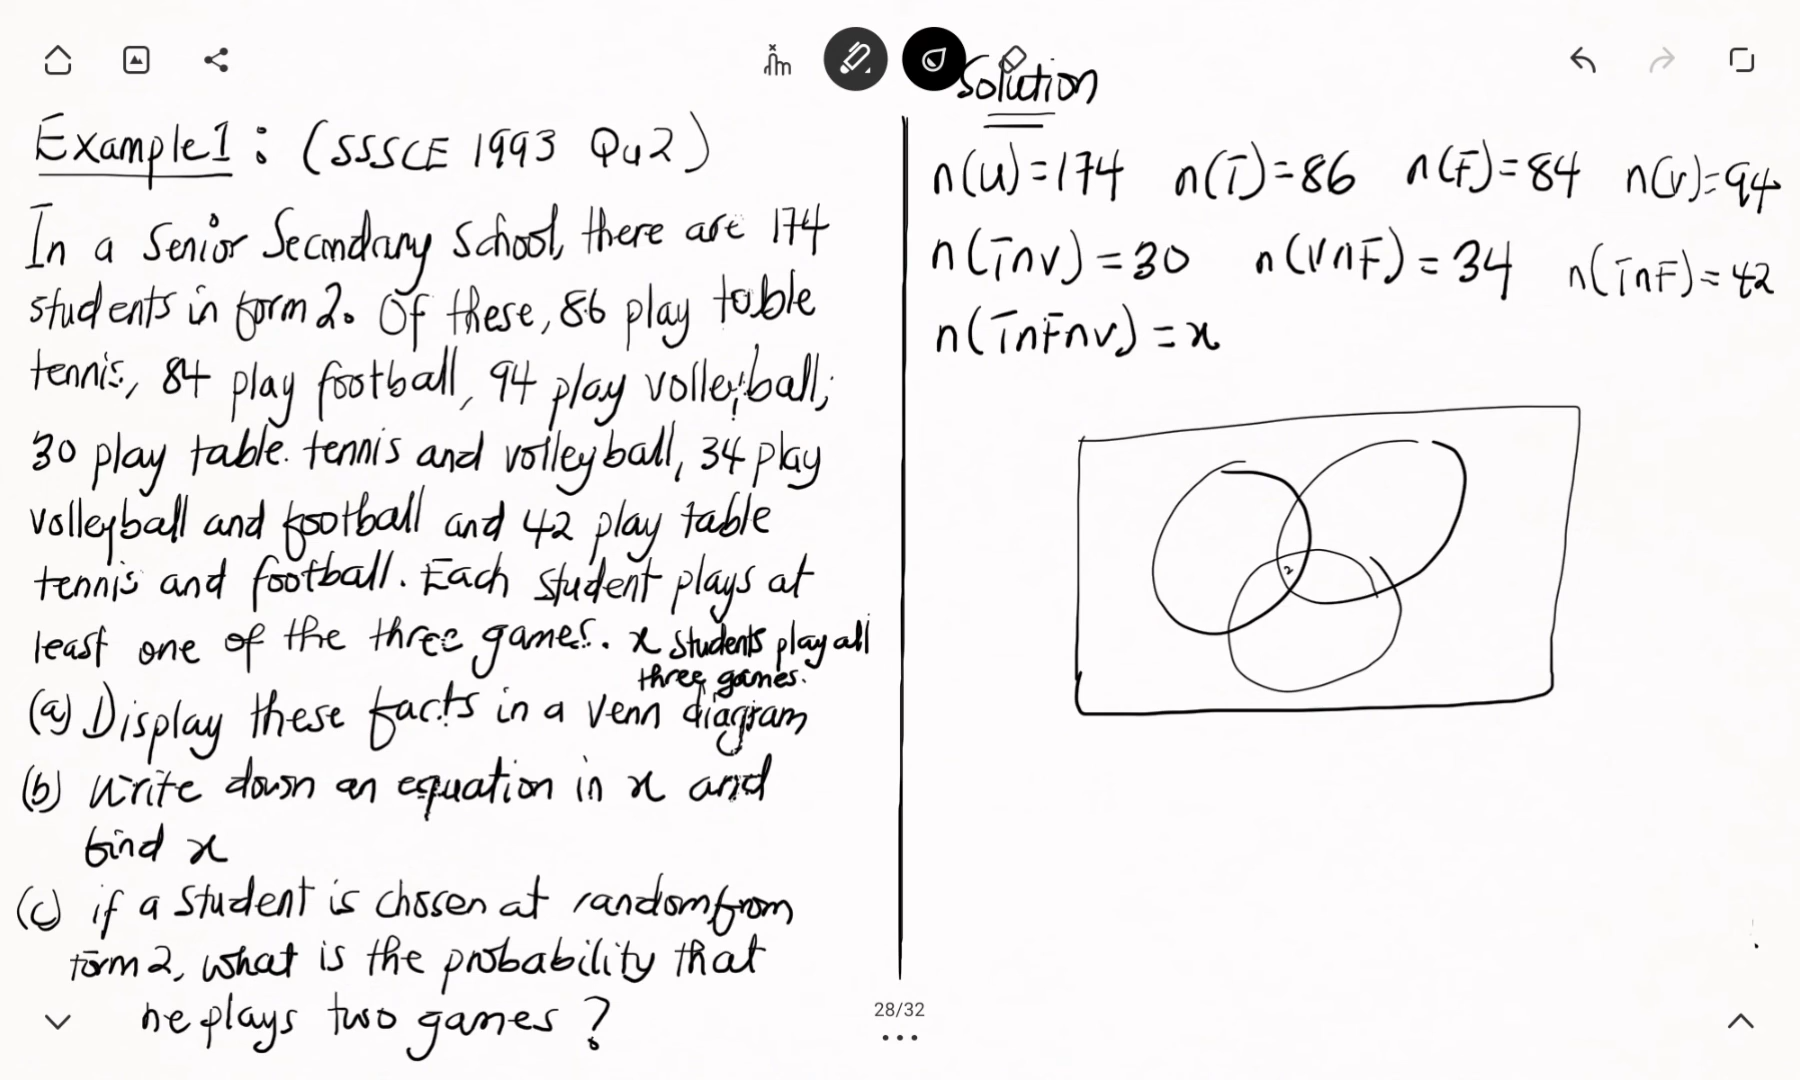 Example 1 : (SSSCE 1993 Qu2)
In a Senior Secondary School, there are 174
students in form 2. Of these, 86 play table
tennis, 84 play football, 94 play volleyball;
30 play table tennis and volleyball, 34 play
volleyball and football and 42 play table
tennis and football. Each student plays at
least one of the three games. x students play all
three games.
(a) Display these facts in a Venn diagram
(b) Write down an equation in x and
find x
(c) if a student is chosen at random from
form 2, what is the probability that
he plays two games ?
Solution
n(U)=174 n(T)=86 n(F)=84 n(V)=94
n(T∩V)=30 n(V∩F)=34 n(T∩F)=42
n(T∩F∩V)=x
28/32